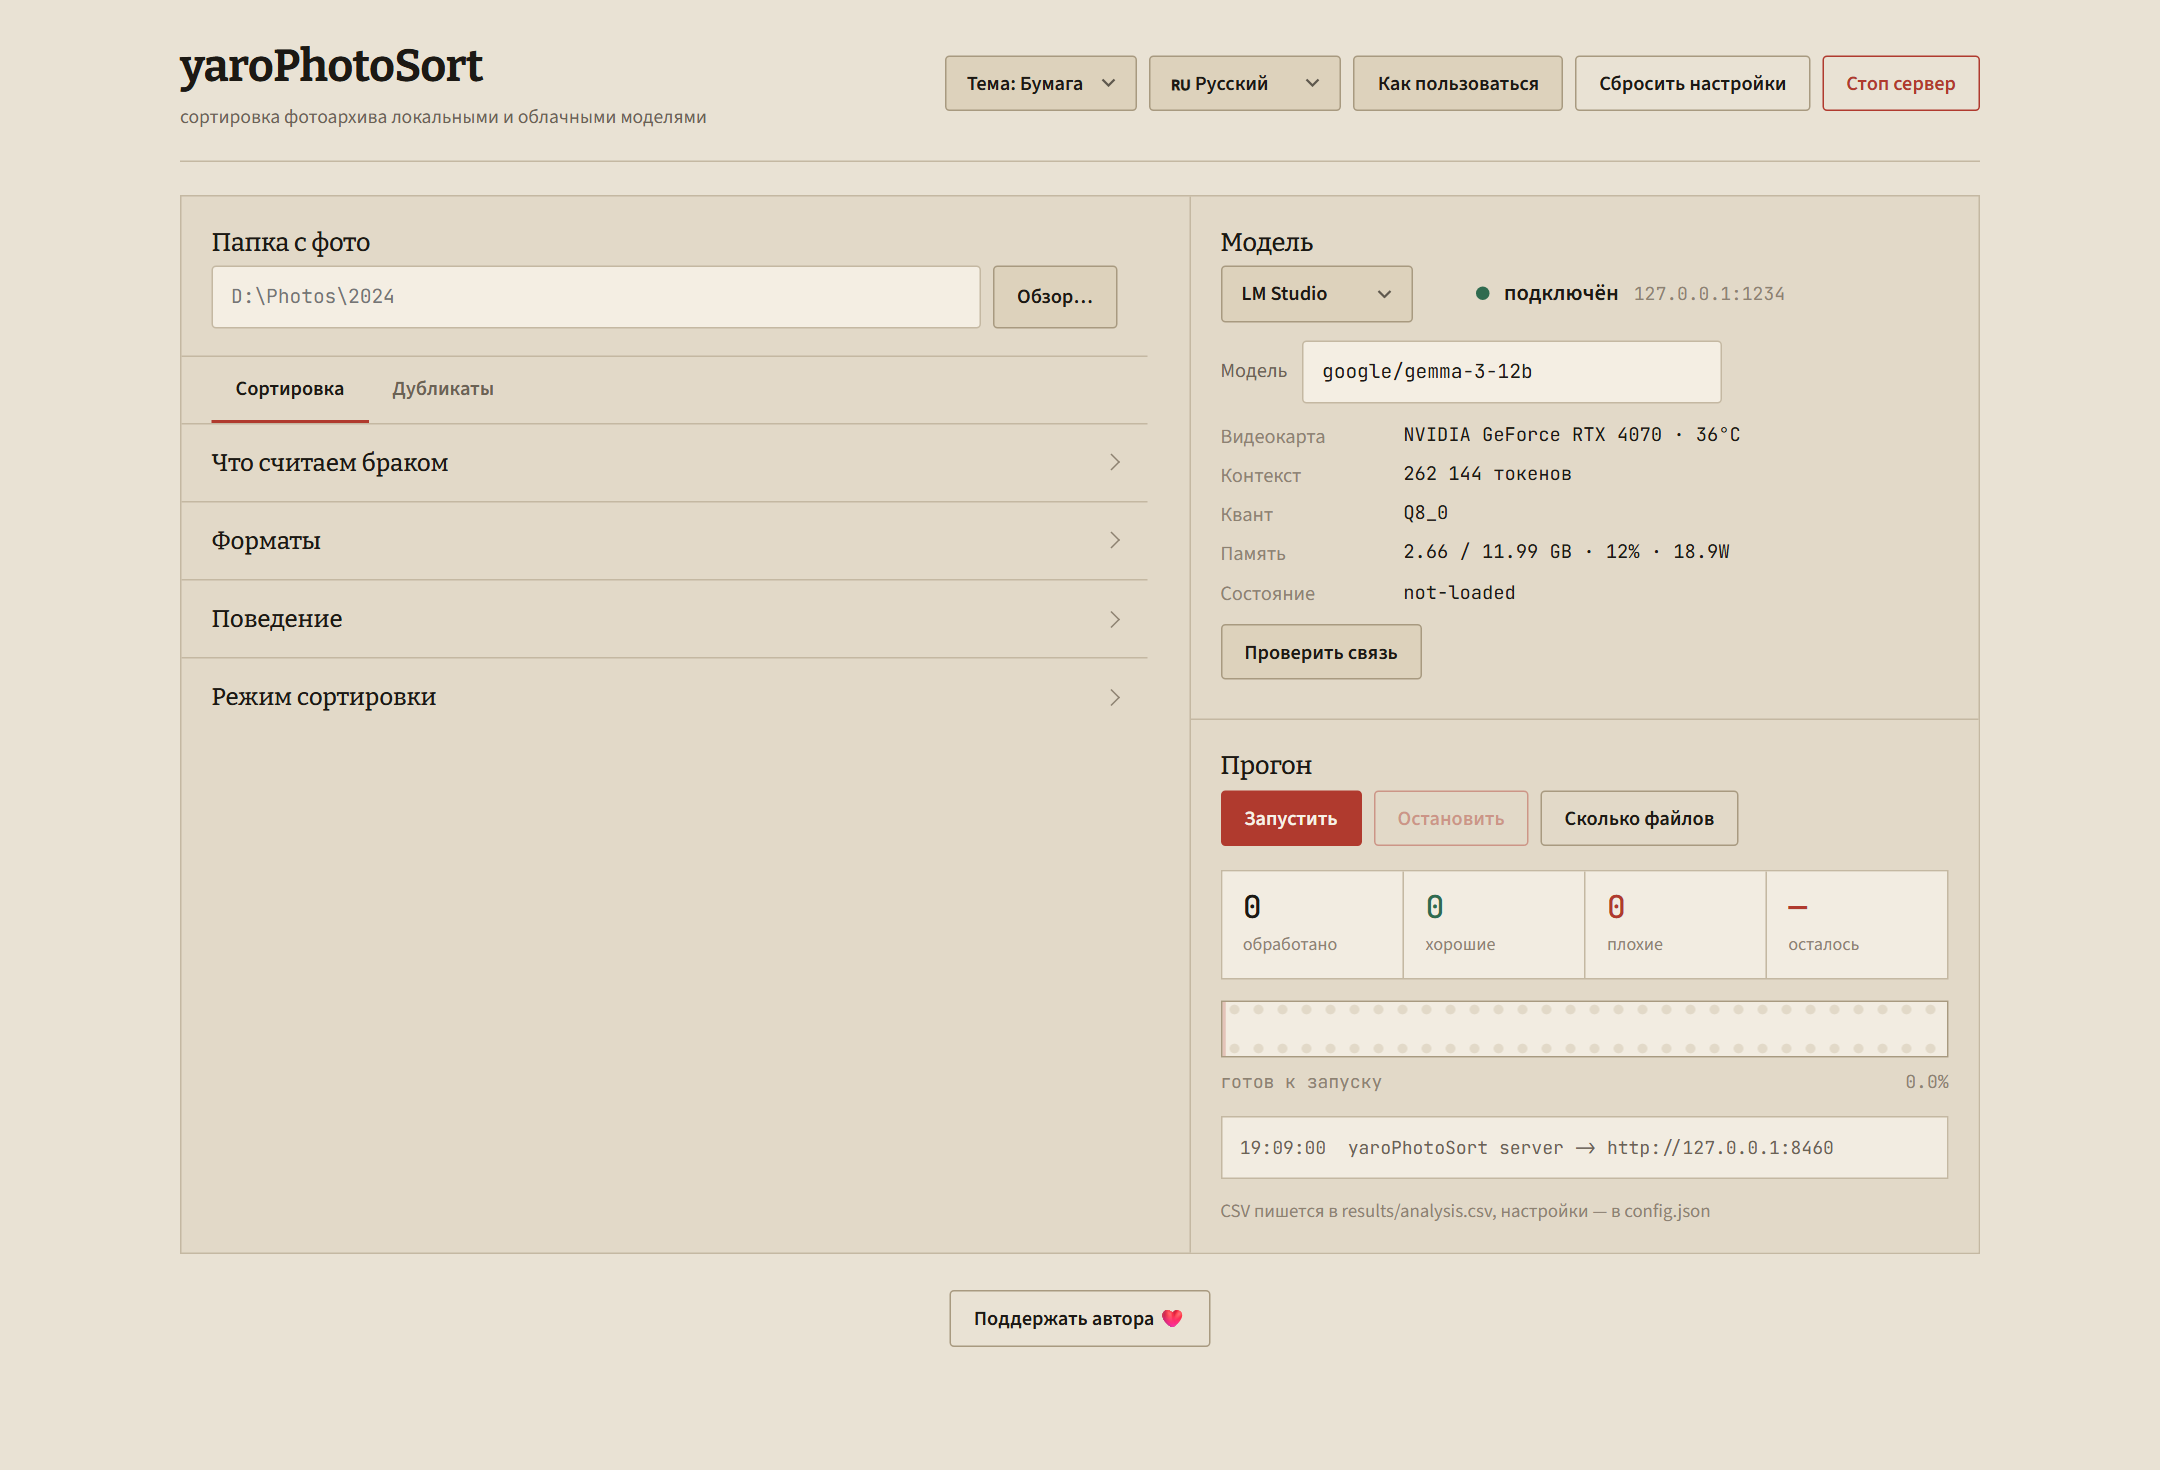 yaroPhotoSort
сортировка фотоархива локальными и облачными моделями
Тема: Бумага
RU Русский
Как пользоваться
Сбросить настройки
Стоп сервер
Папка с фото
D:\Photos\2024
Обзор...
Сортировка
Дубликаты
Что считаем браком
Форматы
Поведение
Режим сортировки
Модель
LM Studio
подключён 127.0.0.1:1234
Модель google/gemma-3-12b
Видеокарта NVIDIA GeForce RTX 4070 · 36°C
Контекст 262 144 токенов
Квант Q8_0
Память 2.66 / 11.99 GB · 12% · 18.9W
Состояние not-loaded
Проверить связь
Прогон
Запустить
Остановить
Сколько файлов
0 обработано
0 хорошие
0 плохие
— осталось
готов к запуску 0.0%
19:09:00 yaroPhotoSort server → http://127.0.0.1:8460
CSV пишется в results/analysis.csv, настройки — в config.json
Поддержать автора